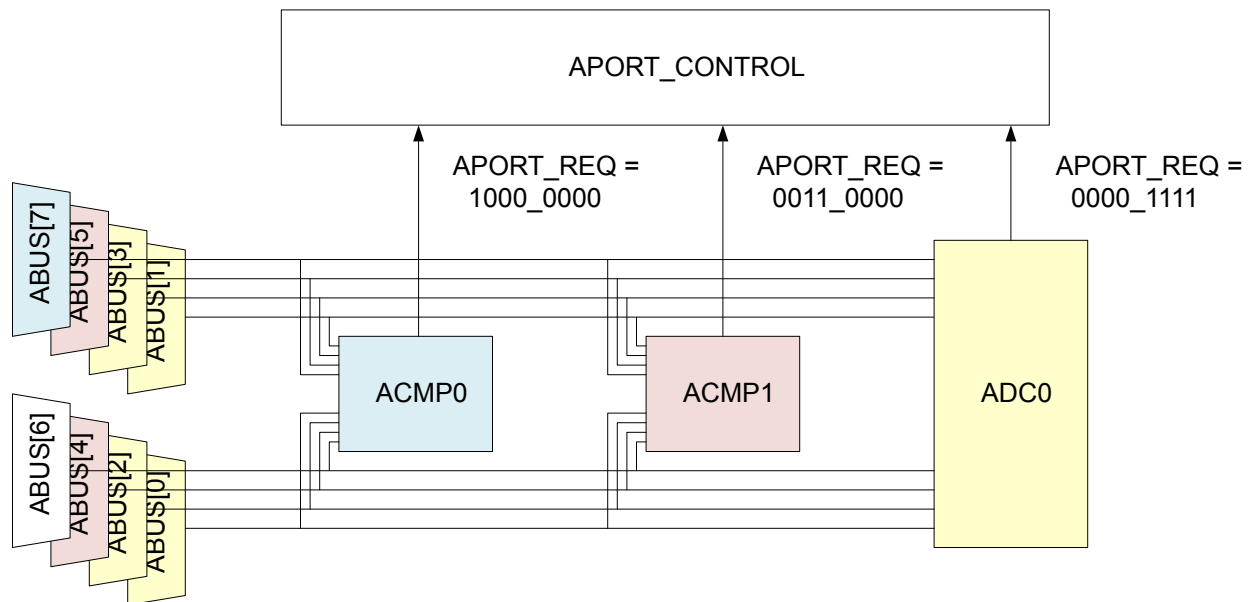 APORT_CONTROL
APORT_REQ =
1000_0000
APORT_REQ =
0011_0000
APORT_REQ =
0000_1111
ABUS[7]
ABUS[5]
ABUS[3]
ABUS[1]
ACMP0
ACMP1
ADC0
ABUS[6]
ABUS[4]
ABUS[2]
ABUS[0]